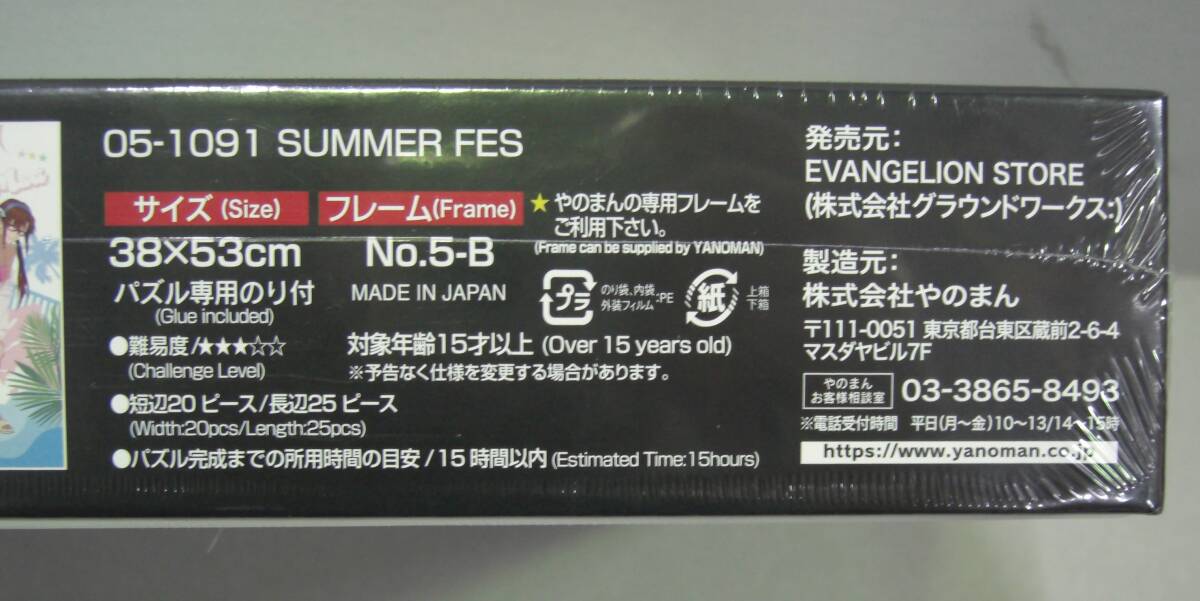 05-1091 SUMMER FES
サイズ (Size) フレーム(Frame)
38×53cm No.5-B
★やのまんの専用フレームを
ご利用下さい。
(Frame can be supplied by YANOMAN)
パズル専用のり付 MADE IN JAPAN
(Glue included)
プラ のり袋、内袋、
外装フィルム:PE
紙 上箱
下箱
●難易度/★★★☆☆ 対象年齢15才以上 (Over 15 years old)
(Challenge Level) ※予告なく仕様を変更する場合があります。
●短辺20ピース/長辺25ピース
(Width:20pcs/Length:25pcs)
●パズル完成までの所用時間の目安/15時間以内(Estimated Time:15hours)
発売元:
EVANGELION STORE
(株式会社グラウンドワークス:)
製造元:
株式会社やのまん
〒111-0051 東京都台東区蔵前2-6-4
マスダヤビル7F
やのまん
お客様相談室 03-3865-8493
※電話受付時間 平日(月~金)10~13/14~15時
https://www.yanoman.co.jp